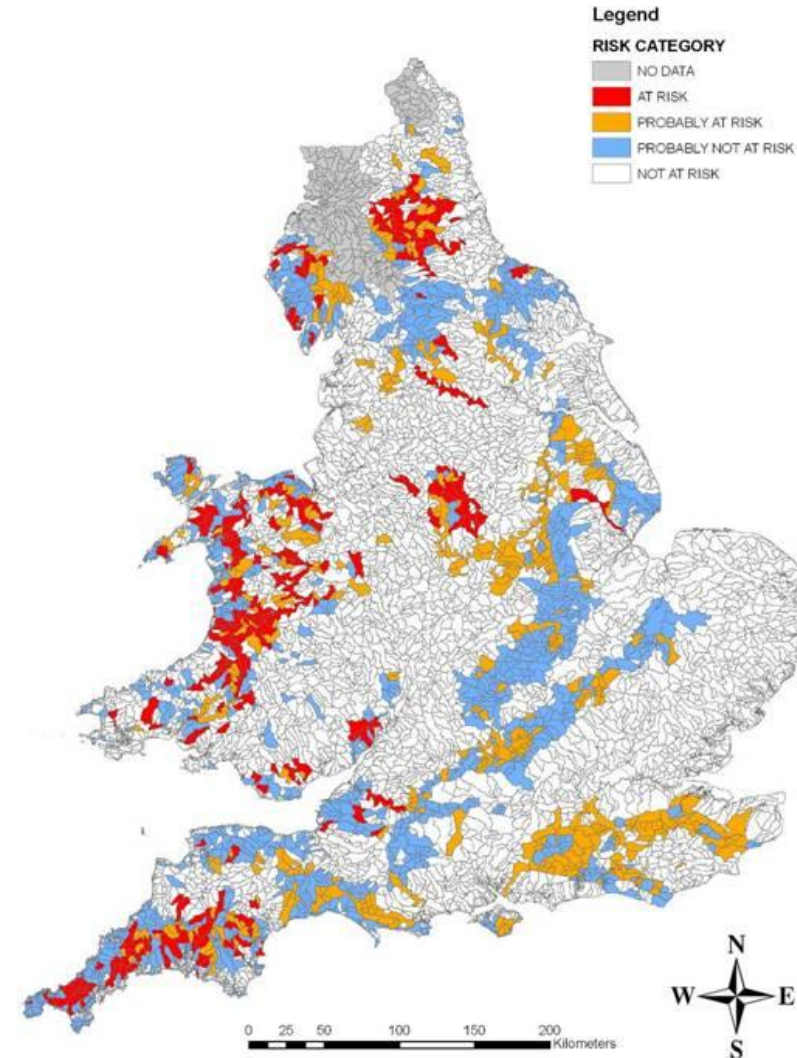 Legend
RISK CATEGORY
NO DATA
AT RISK
PROBABLY AT RISK
PROBABLY NOT AT RISK
NOT AT RISK
N
W E
S
0 25 50 100 150 200
Kilometers